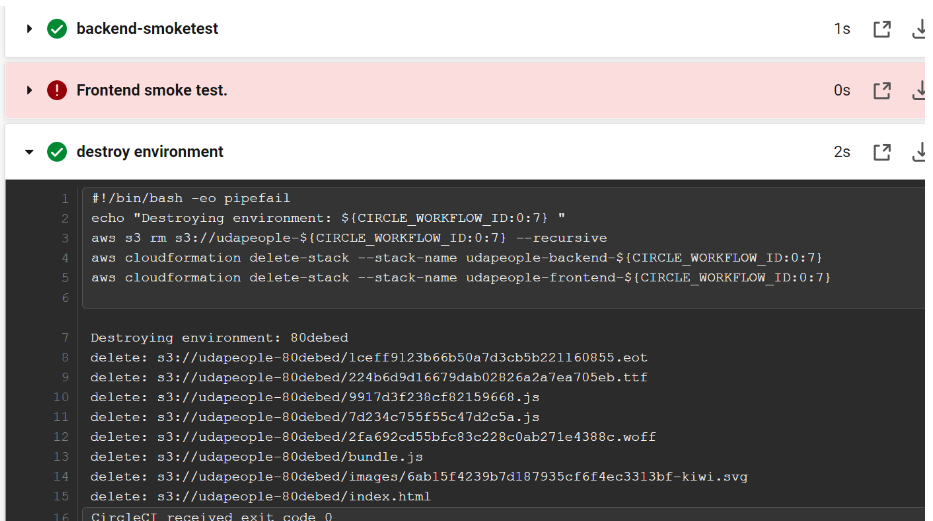 backend-smoketest 1s
Frontend smoke test. 0s
destroy environment 2s
1 #!/bin/bash -eo pipefail
2 echo "Destroying environment: ${CIRCLE_WORKFLOW_ID:0:7} "
3 aws s3 rm s3://udapeople-${CIRCLE_WORKFLOW_ID:0:7} --recursive
4 aws cloudformation delete-stack --stack-name udapeople-backend-${CIRCLE_WORKFLOW_ID:0:7}
5 aws cloudformation delete-stack --stack-name udapeople-frontend-${CIRCLE_WORKFLOW_ID:0:7}
6
7 Destroying environment: 80debed
8 delete: s3://udapeople-80debed/1ceff9123b66b50a7d3cb5b221160855.eot
9 delete: s3://udapeople-80debed/224b6d9d16679dab02826a2a7ea705eb.ttf
10 delete: s3://udapeople-80debed/9917d3f238cf82159668.js
11 delete: s3://udapeople-80debed/7d234c755f55c47d2c5a.js
12 delete: s3://udapeople-80debed/2fa692cd55bfc83c228c0ab271e4388c.woff
13 delete: s3://udapeople-80debed/bundle.js
14 delete: s3://udapeople-80debed/images/6ab15f4239b7d187935cf6f4ec3313bf-kiwi.svg
15 delete: s3://udapeople-80debed/index.html
16 CircleCI received exit code 0